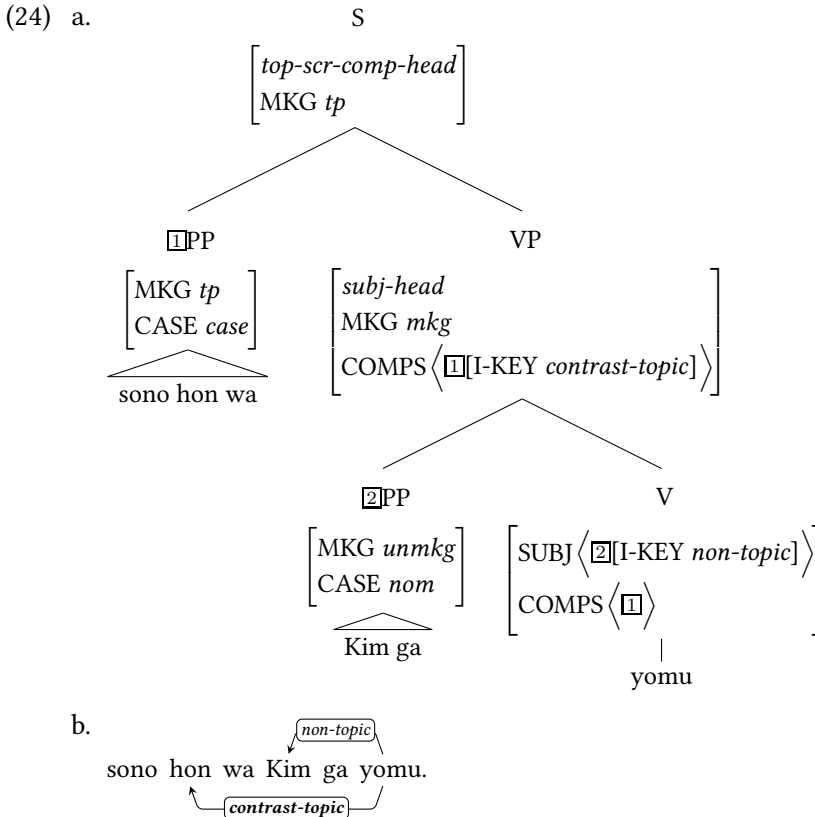 (24) a. S
[top-scr-comp-head
MKG tp]
1PP VP
[MKG tp
CASE case]
[subj-head
MKG mkg
COMPS ⟨1[I-KEY contrast-topic]⟩]
sono hon wa
2PP V
[MKG unmkg
CASE nom]
[SUBJ ⟨2[I-KEY non-topic]⟩
COMPS ⟨1⟩]
Kim ga
yomu
b.
non-topic
sono hon wa Kim ga yomu.
contrast-topic